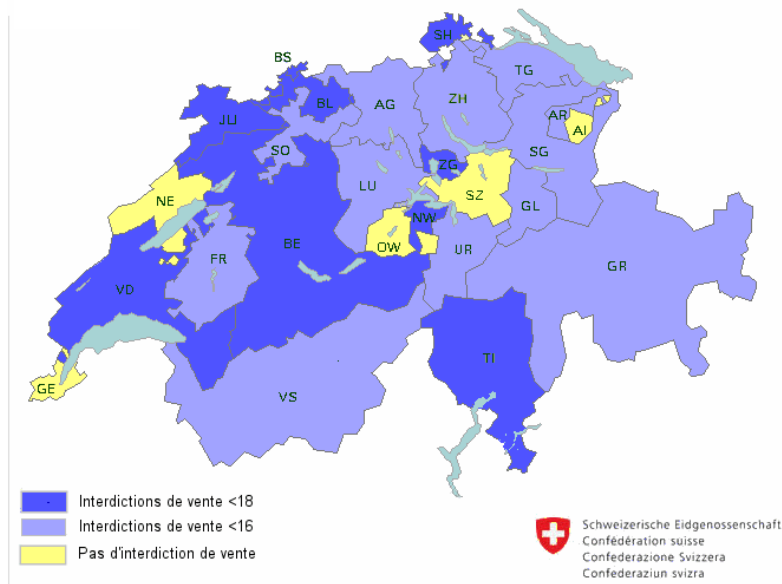 SH
BS
TG
BL
AG
ZH
JU
AR
AI
SO
SG
ZG
LU
SZ
NE
GL
NW
OW
UR
BE
FR
GR
VD
TI
GE
VS
Interdictions de vente <18
Interdictions de vente <16
Pas d'interdiction de vente
Schweizerische Eidgenossenschaft
Confédération suisse
Confederazione Svizzera
Confederaziun svizra